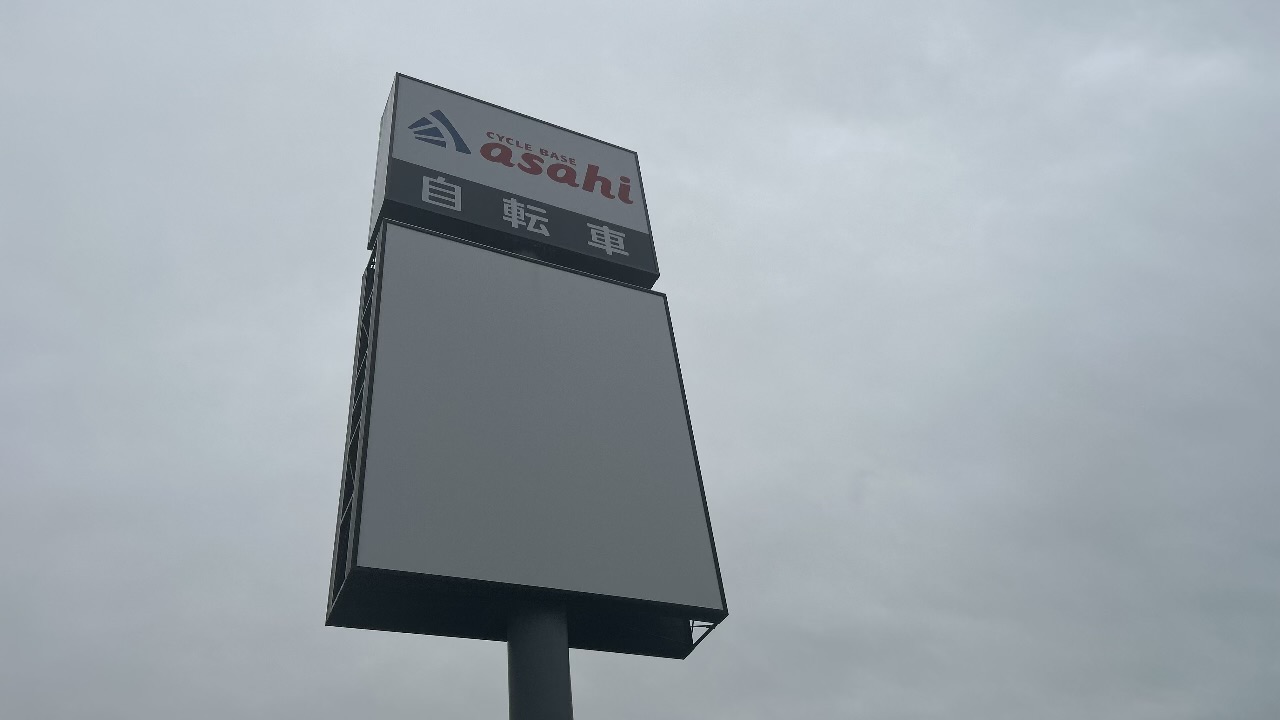 CYCLE BASE
asahi
自転車